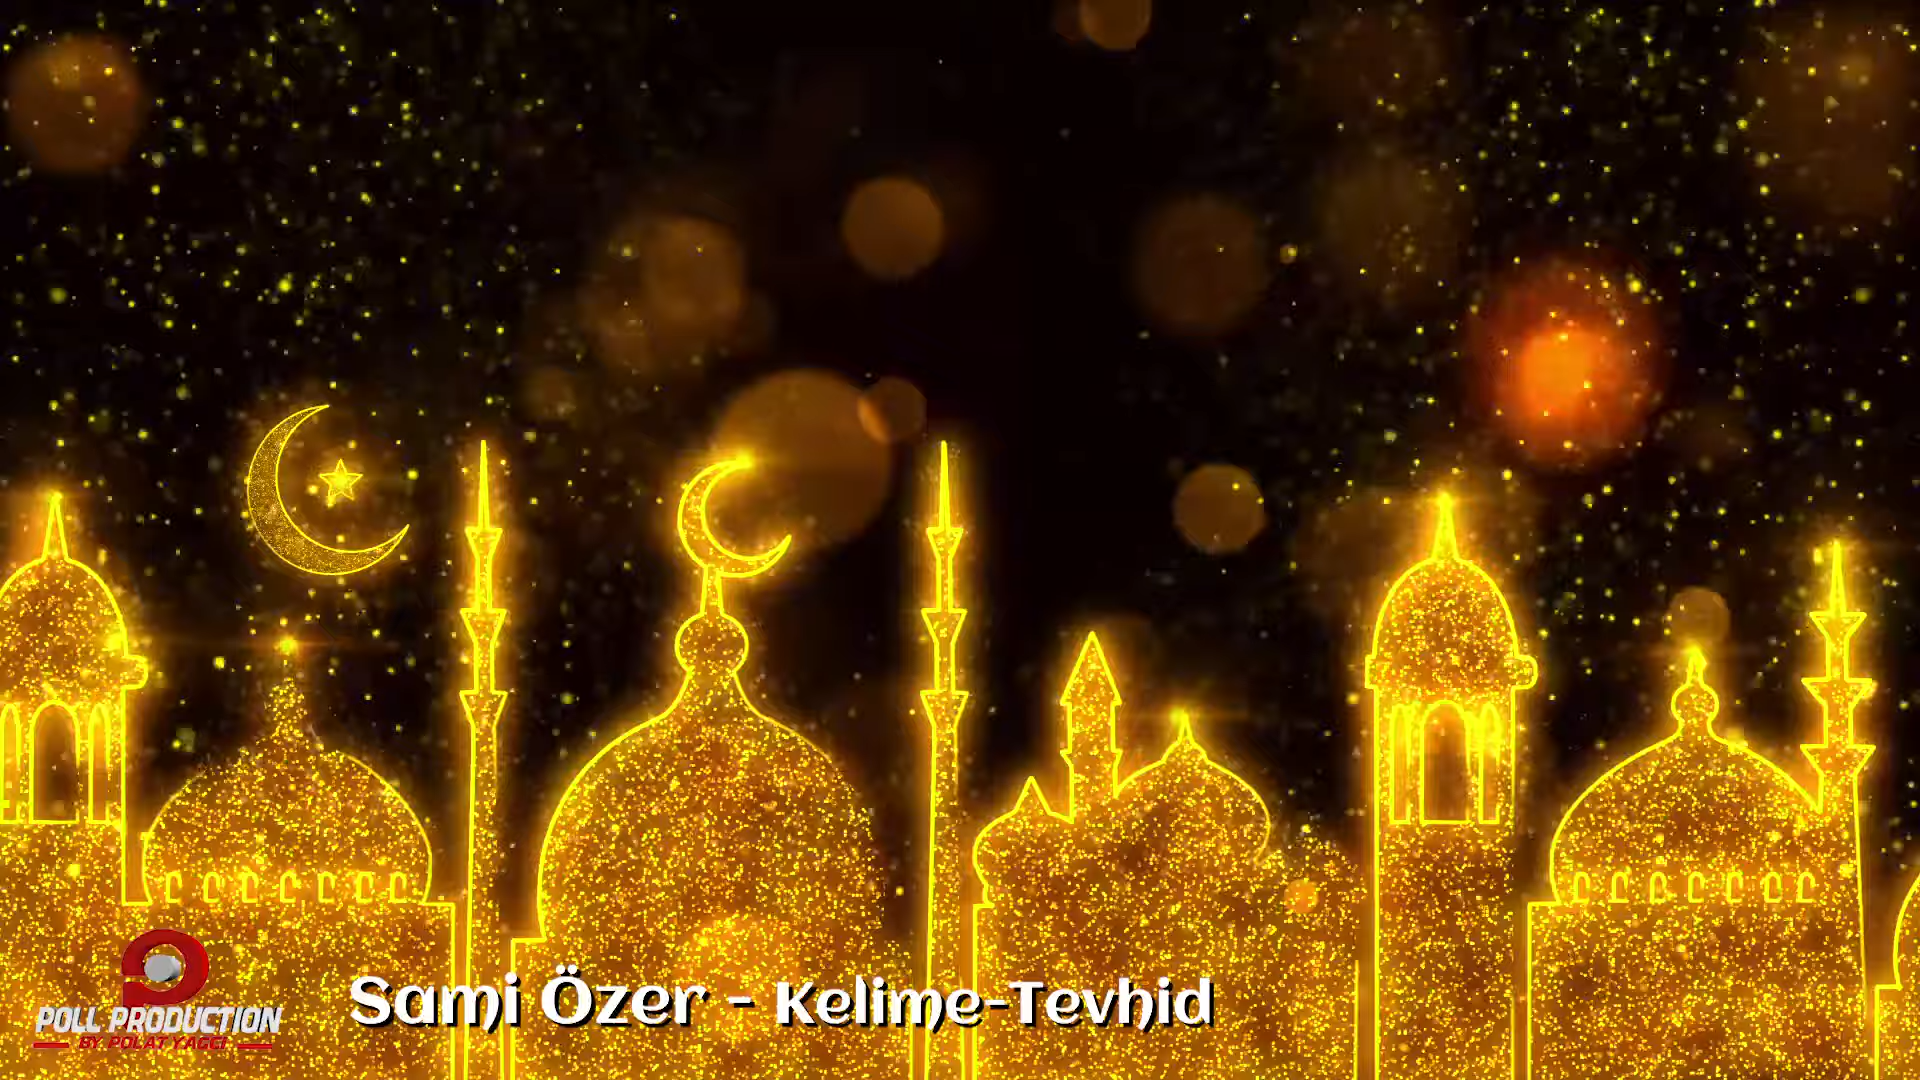 POLL PRODUCTION
BY POLAT YAGCI
Sami Özer - Kelime-Tevhid